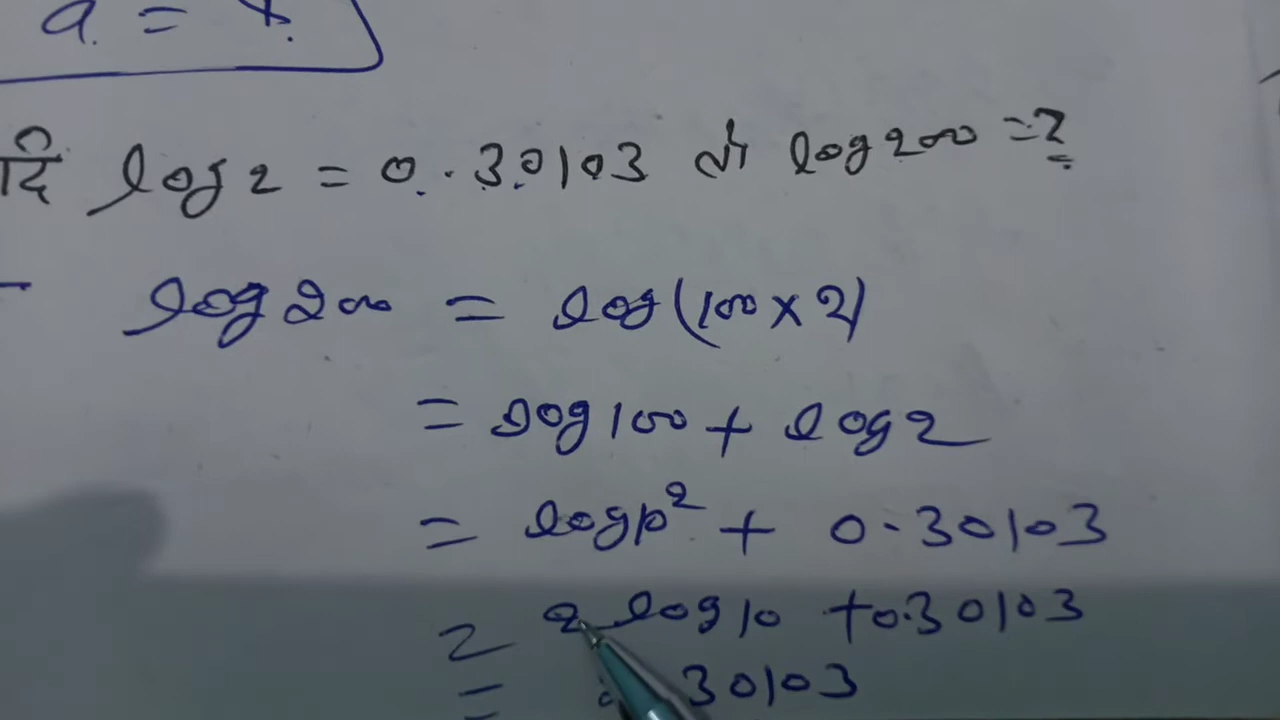 a =
यदि log 2 = 0.30103 तो log 200 = ?
log 200 = log(100 × 2)
= log 100 + log 2
= log 10² + 0.30103
= 2 log 10 + 0.30103
= 30103